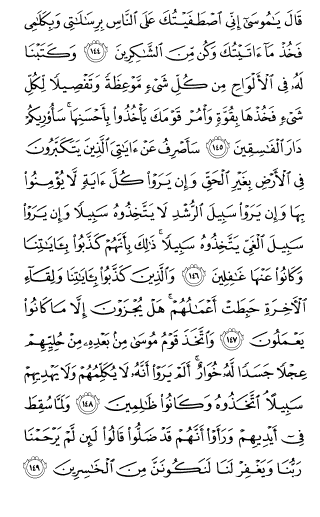 قَالَ يَٰمُوسَىٰٓ إِنِّى ٱصْطَفَيْتُكَ عَلَى ٱلنَّاسِ بِرِسَٰلَٰتِى وَبِكَلَٰمِى
فَخُذْ مَآ ءَاتَيْتُكَ وَكُن مِّنَ ٱلشَّٰكِرِينَ ١٤٤ وَكَتَبْنَا
لَهُۥ فِى ٱلْأَلْوَاحِ مِن كُلِّ شَىْءٍ مَّوْعِظَةً وَتَفْصِيلًا لِّكُلِّ
شَىْءٍ فَخُذْهَا بِقُوَّةٍ وَأْمُرْ قَوْمَكَ يَأْخُذُوا۟ بِأَحْسَنِهَا ۚ سَأُو۟رِيكُمْ
دَارَ ٱلْفَٰسِقِينَ ١٤٥ سَأَصْرِفُ عَنْ ءَايَٰتِىَ ٱلَّذِينَ يَتَكَبَّرُونَ
فِى ٱلْأَرْضِ بِغَيْرِ ٱلْحَقِّ وَإِن يَرَوْا۟ كُلَّ ءَايَةٍ لَّا يُؤْمِنُوا۟
بِهَا وَإِن يَرَوْا۟ سَبِيلَ ٱلرُّشْدِ لَا يَتَّخِذُوهُ سَبِيلًا وَإِن يَرَوْا۟
سَبِيلَ ٱلْغَىِّ يَتَّخِذُوهُ سَبِيلًا ۚ ذَٰلِكَ بِأَنَّهُمْ كَذَّبُوا۟ بِـَٔايَٰتِنَا
وَكَانُوا۟ عَنْهَا غَٰفِلِينَ ١٤٦ وَٱلَّذِينَ كَذَّبُوا۟ بِـَٔايَٰتِنَا وَلِقَآءِ
ٱلْءَاخِرَةِ حَبِطَتْ أَعْمَٰلُهُمْ ۚ هَلْ يُجْزَوْنَ إِلَّا مَا كَانُوا۟
يَعْمَلُونَ ١٤٧ وَٱتَّخَذَ قَوْمُ مُوسَىٰ مِنۢ بَعْدِهِۦ مِنْ حُلِيِّهِمْ
عِجْلًا جَسَدًا لَّهُۥ خُوَارٌ ۚ أَلَمْ يَرَوْا۟ أَنَّهُۥ لَا يُكَلِّمُهُمْ وَلَا يَهْدِيهِمْ
سَبِيلًا ۘ ٱتَّخَذُوهُ وَكَانُوا۟ ظَٰلِمِينَ ١٤٨ وَلَمَّا سُقِطَ
فِىٓ أَيْدِيهِمْ وَرَأَوْا۟ أَنَّهُمْ قَدْ ضَلُّوا۟ قَالُوا۟ لَئِن لَّمْ يَرْحَمْنَا
رَبُّنَا وَيَغْفِرْ لَنَا لَنَكُونَنَّ مِنَ ٱلْخَٰسِرِينَ ١٤٩